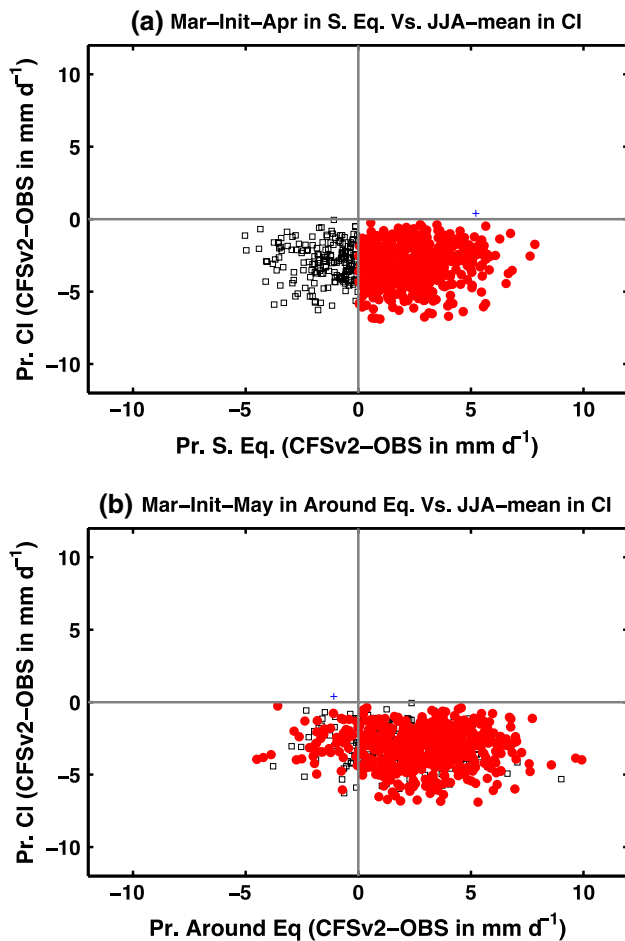 (a) Mar–Init–Apr in S. Eq. Vs. JJA–mean in CI
10
5
0
−5
−10
Pr. CI (CFSv2–OBS in mm d⁻¹)
−10 −5 0 5 10
Pr. S. Eq. (CFSv2–OBS in mm d⁻¹)
(b) Mar–Init–May in Around Eq. Vs. JJA–mean in CI
10
5
0
−5
−10
Pr. CI (CFSv2–OBS in mm d⁻¹)
−10 −5 0 5 10
Pr. Around Eq (CFSv2–OBS in mm d⁻¹)